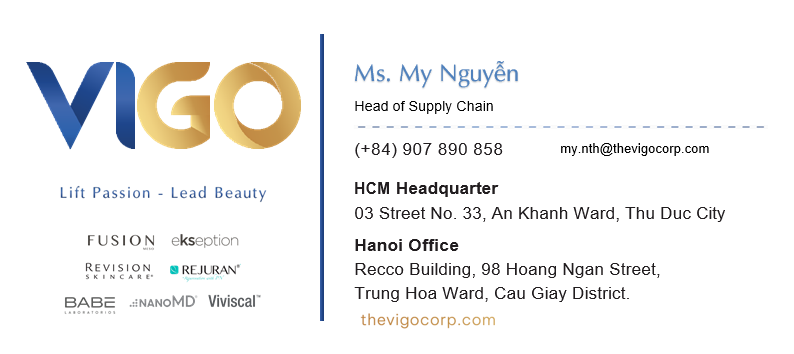 VIGO
Lift Passion - Lead Beauty
FUSION
ekseption
REVISION
SKINCARE®
REJURAN®
BABÉ
LABORATORIOS
.:NANOMD®
Viviscal™
Ms. My Nguyễn
Head of Supply Chain
(+84) 907 890 858 my.nth@thevigocorp.com
HCM Headquarter
03 Street No. 33, An Khanh Ward, Thu Duc City
Hanoi Office
Recco Building, 98 Hoang Ngan Street,
Trung Hoa Ward, Cau Giay District.
thevigocorp.com